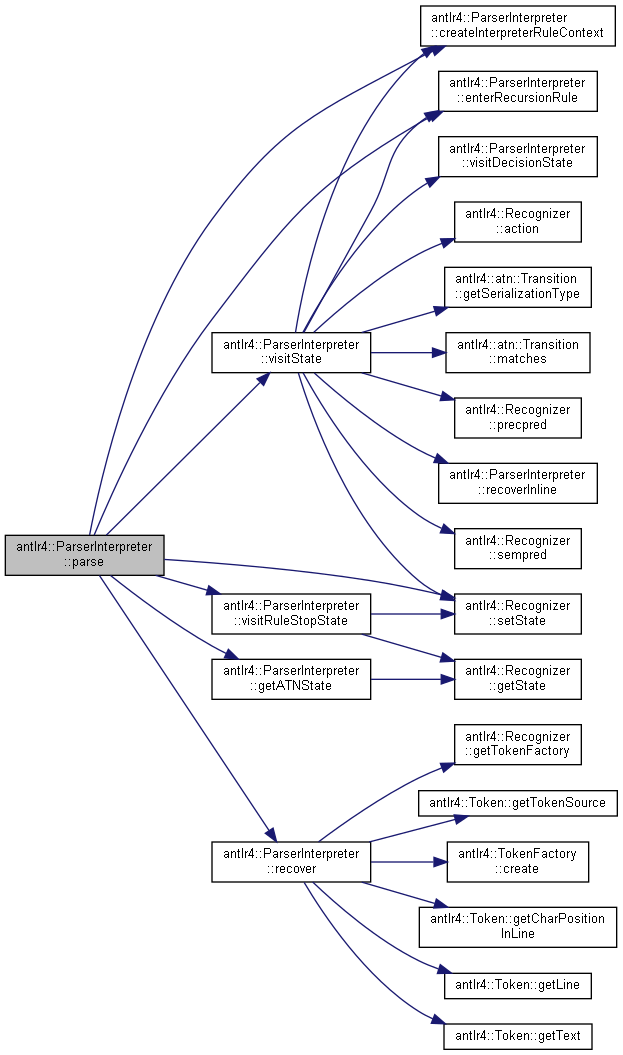 antlr4::ParserInterpreter
::createInterpreterRuleContext
antlr4::ParserInterpreter
::enterRecursionRule
antlr4::ParserInterpreter
::visitDecisionState
antlr4::Recognizer
::action
antlr4::atn::Transition
::getSerializationType
antlr4::ParserInterpreter
::visitState
antlr4::atn::Transition
::matches
antlr4::Recognizer
::precpred
antlr4::ParserInterpreter
::recoverInline
antlr4::ParserInterpreter
::parse
antlr4::Recognizer
::sempred
antlr4::ParserInterpreter
::visitRuleStopState
antlr4::Recognizer
::setState
antlr4::ParserInterpreter
::getATNState
antlr4::Recognizer
::getState
antlr4::Recognizer
::getTokenFactory
antlr4::Token::getTokenSource
antlr4::ParserInterpreter
::recover
antlr4::TokenFactory
::create
antlr4::Token::getCharPosition
InLine
antlr4::Token::getLine
antlr4::Token::getText